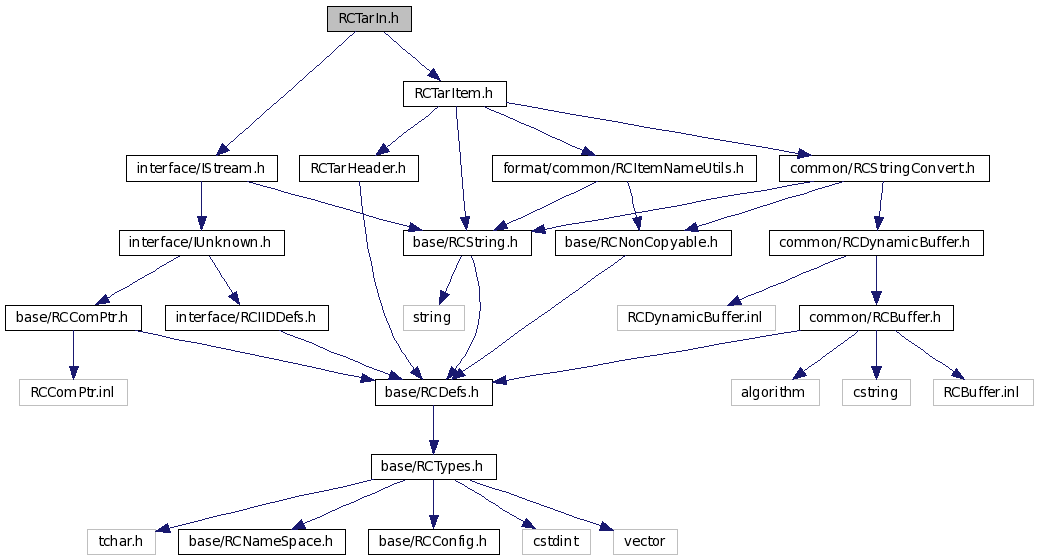 RCTarIn.h
RCTarItem.h
interface/IStream.h
RCTarHeader.h
format/common/RCItemNameUtils.h
common/RCStringConvert.h
interface/IUnknown.h
base/RCString.h
base/RCNonCopyable.h
common/RCDynamicBuffer.h
base/RCComPtr.h
interface/RCIIDDefs.h
string
RCDynamicBuffer.inl
common/RCBuffer.h
RCComPtr.inl
base/RCDefs.h
algorithm
cstring
RCBuffer.inl
base/RCTypes.h
tchar.h
base/RCNameSpace.h
base/RCConfig.h
cstdint
vector